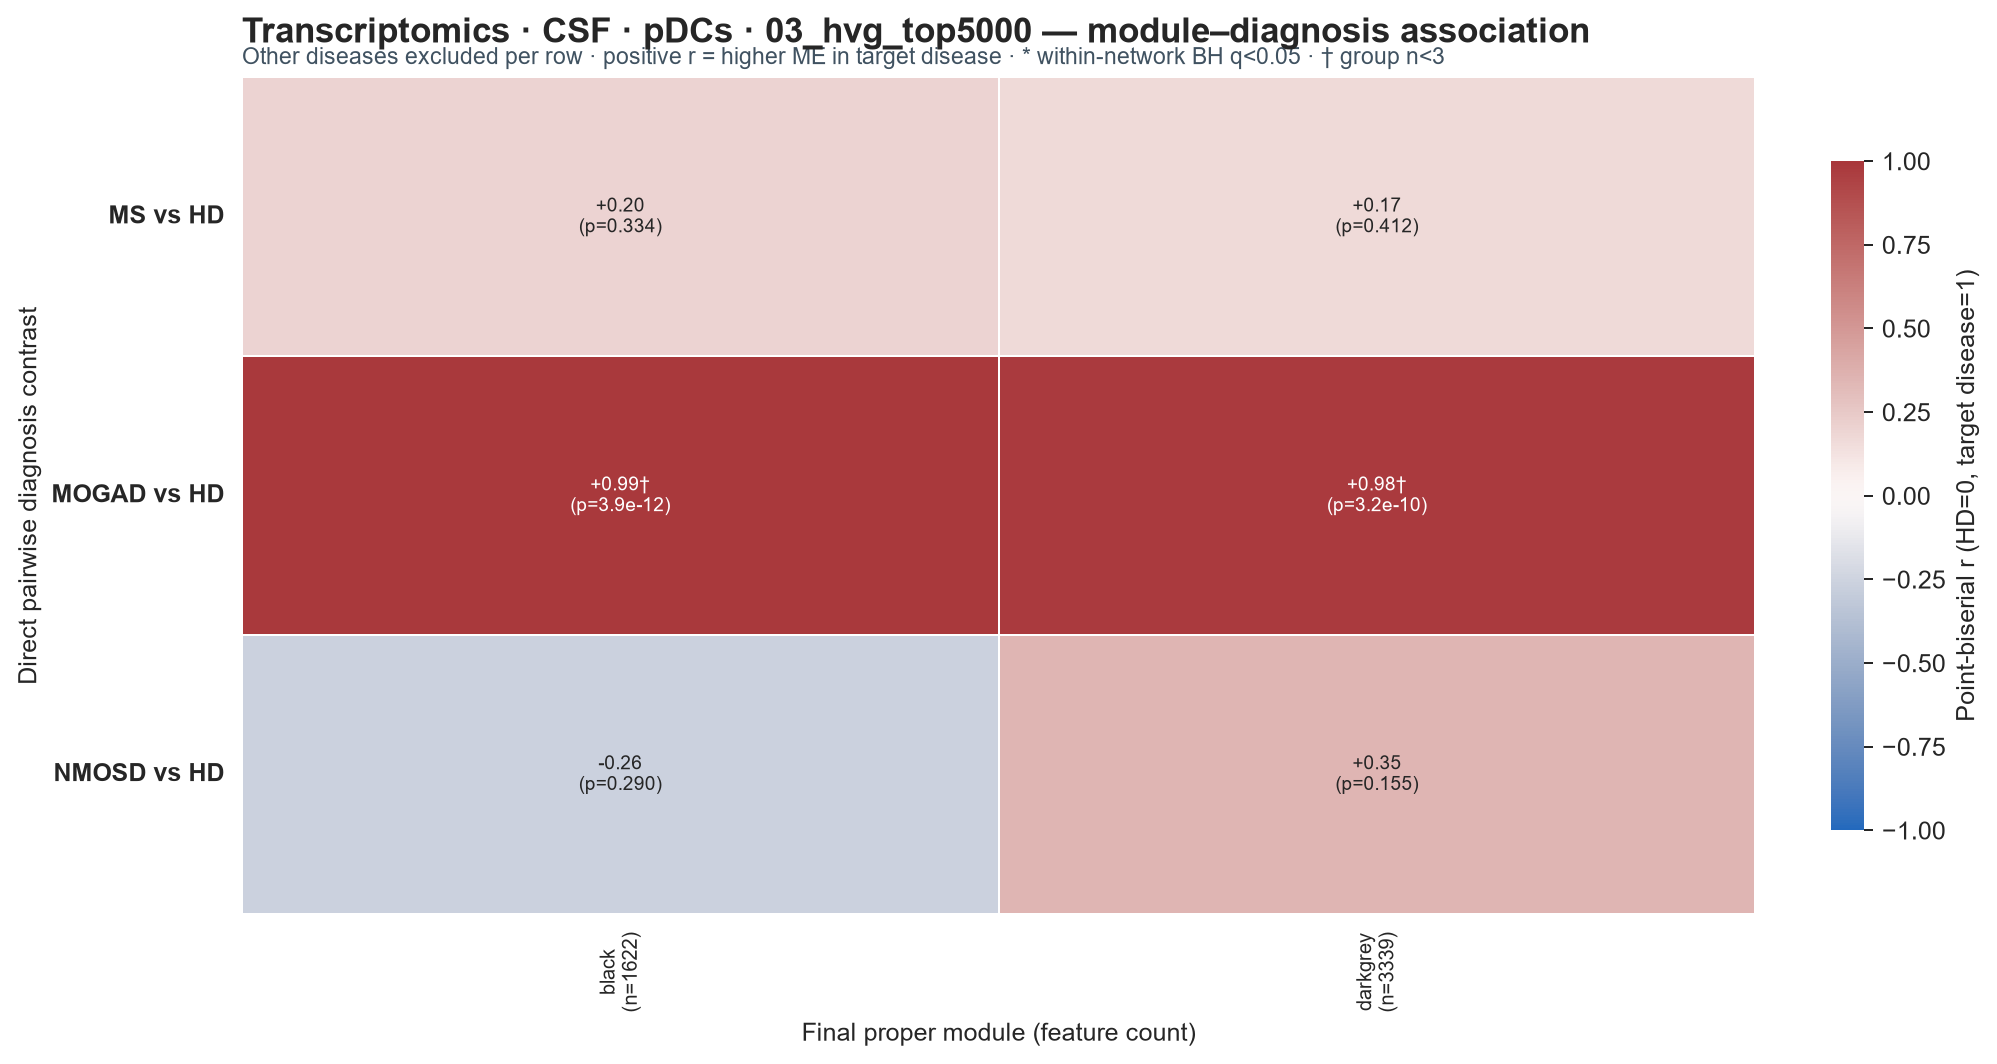 Transcriptomics · CSF · pDCs · 03_hvg_top5000 — module–diagnosis association
Other diseases excluded per row · positive r = higher ME in target disease · * within-network BH q<0.05 · † group n<3
Direct pairwise diagnosis contrast
MS vs HD
+0.20
(p=0.334)
+0.17
(p=0.412)
MOGAD vs HD
+0.99†
(p=3.9e-12)
+0.98†
(p=3.2e-10)
NMOSD vs HD
-0.26
(p=0.290)
+0.35
(p=0.155)
black
(n=1622)
darkgrey
(n=3339)
Final proper module (feature count)
1.00
0.75
0.50
0.25
0.00
−0.25
−0.50
−0.75
−1.00
Point-biserial r (HD=0, target disease=1)